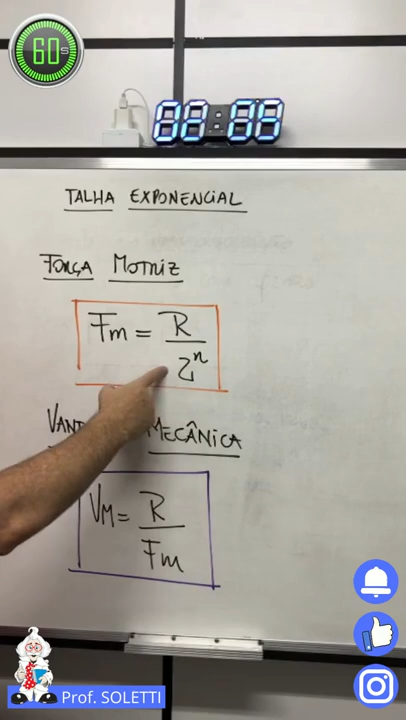 60s
TALHA EXPONENCIAL
FORÇA MOTRIZ
Fm = R / 2ⁿ
MECÂNICA
VM = R / Fm
Prof. SOLETTI